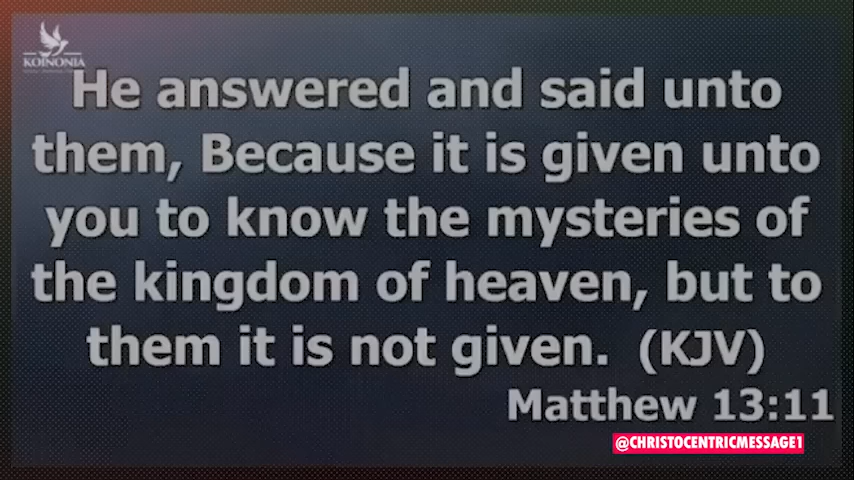 KOINONIA
He answered and said unto
them, Because it is given unto
you to know the mysteries of
the kingdom of heaven, but to
them it is not given. (KJV)
Matthew 13:11
@CHRISTOCENTRICMESSAGE1